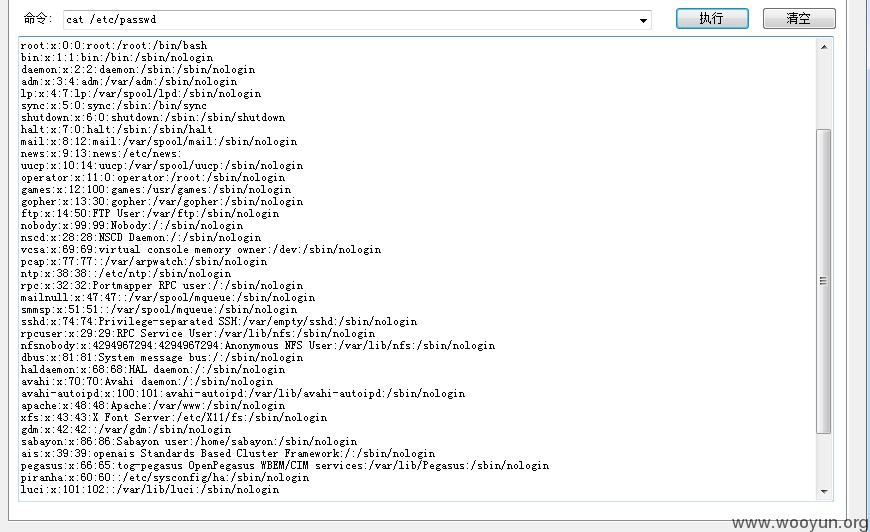 命令: cat /etc/passwd 执行 清空
root:x:0:0:root:/root:/bin/bash
bin:x:1:1:bin:/bin:/sbin/nologin
daemon:x:2:2:daemon:/sbin:/sbin/nologin
adm:x:3:4:adm:/var/adm:/sbin/nologin
lp:x:4:7:lp:/var/spool/lpd:/sbin/nologin
sync:x:5:0:sync:/sbin:/bin/sync
shutdown:x:6:0:shutdown:/sbin:/sbin/shutdown
halt:x:7:0:halt:/sbin:/sbin/halt
mail:x:8:12:mail:/var/spool/mail:/sbin/nologin
news:x:9:13:news:/etc/news:
uucp:x:10:14:uucp:/var/spool/uucp:/sbin/nologin
operator:x:11:0:operator:/root:/sbin/nologin
games:x:12:100:games:/usr/games:/sbin/nologin
gopher:x:13:30:gopher:/var/gopher:/sbin/nologin
ftp:x:14:50:FTP User:/var/ftp:/sbin/nologin
nobody:x:99:99:Nobody:/:/sbin/nologin
nscd:x:28:28:NSCD Daemon:/:/sbin/nologin
vcsa:x:69:69:virtual console memory owner:/dev:/sbin/nologin
pcap:x:77:77::/var/arpwatch:/sbin/nologin
ntp:x:38:38::/etc/ntp:/sbin/nologin
rpc:x:32:32:Portmapper RPC user:/:/sbin/nologin
mailnull:x:47:47::/var/spool/mqueue:/sbin/nologin
smmsp:x:51:51::/var/spool/mqueue:/sbin/nologin
sshd:x:74:74:Privilege-separated SSH:/var/empty/sshd:/sbin/nologin
rpcuser:x:29:29:RPC Service User:/var/lib/nfs:/sbin/nologin
nfsnobody:x:4294967294:4294967294:Anonymous NFS User:/var/lib/nfs:/sbin/nologin
dbus:x:81:81:System message bus:/:/sbin/nologin
haldaemon:x:68:68:HAL daemon:/:/sbin/nologin
avahi:x:70:70:Avahi daemon:/:/sbin/nologin
avahi-autoipd:x:100:101:avahi-autoipd:/var/lib/avahi-autoipd:/sbin/nologin
apache:x:48:48:Apache:/var/www:/sbin/nologin
xfs:x:43:43:X Font Server:/etc/X11/fs:/sbin/nologin
gdm:x:42:42::/var/gdm:/sbin/nologin
sabayon:x:86:86:Sabayon user:/home/sabayon:/sbin/nologin
ais:x:39:39:openais Standards Based Cluster Framework:/:/sbin/nologin
pegasus:x:66:65:tog-pegasus OpenPegasus WBEM/CIM services:/var/lib/Pegasus:/sbin/nologin
piranha:x:60:60::/etc/sysconfig/ha:/sbin/nologin
luci:x:101:102::/var/lib/luci:/sbin/nologin
www.wooyun.org